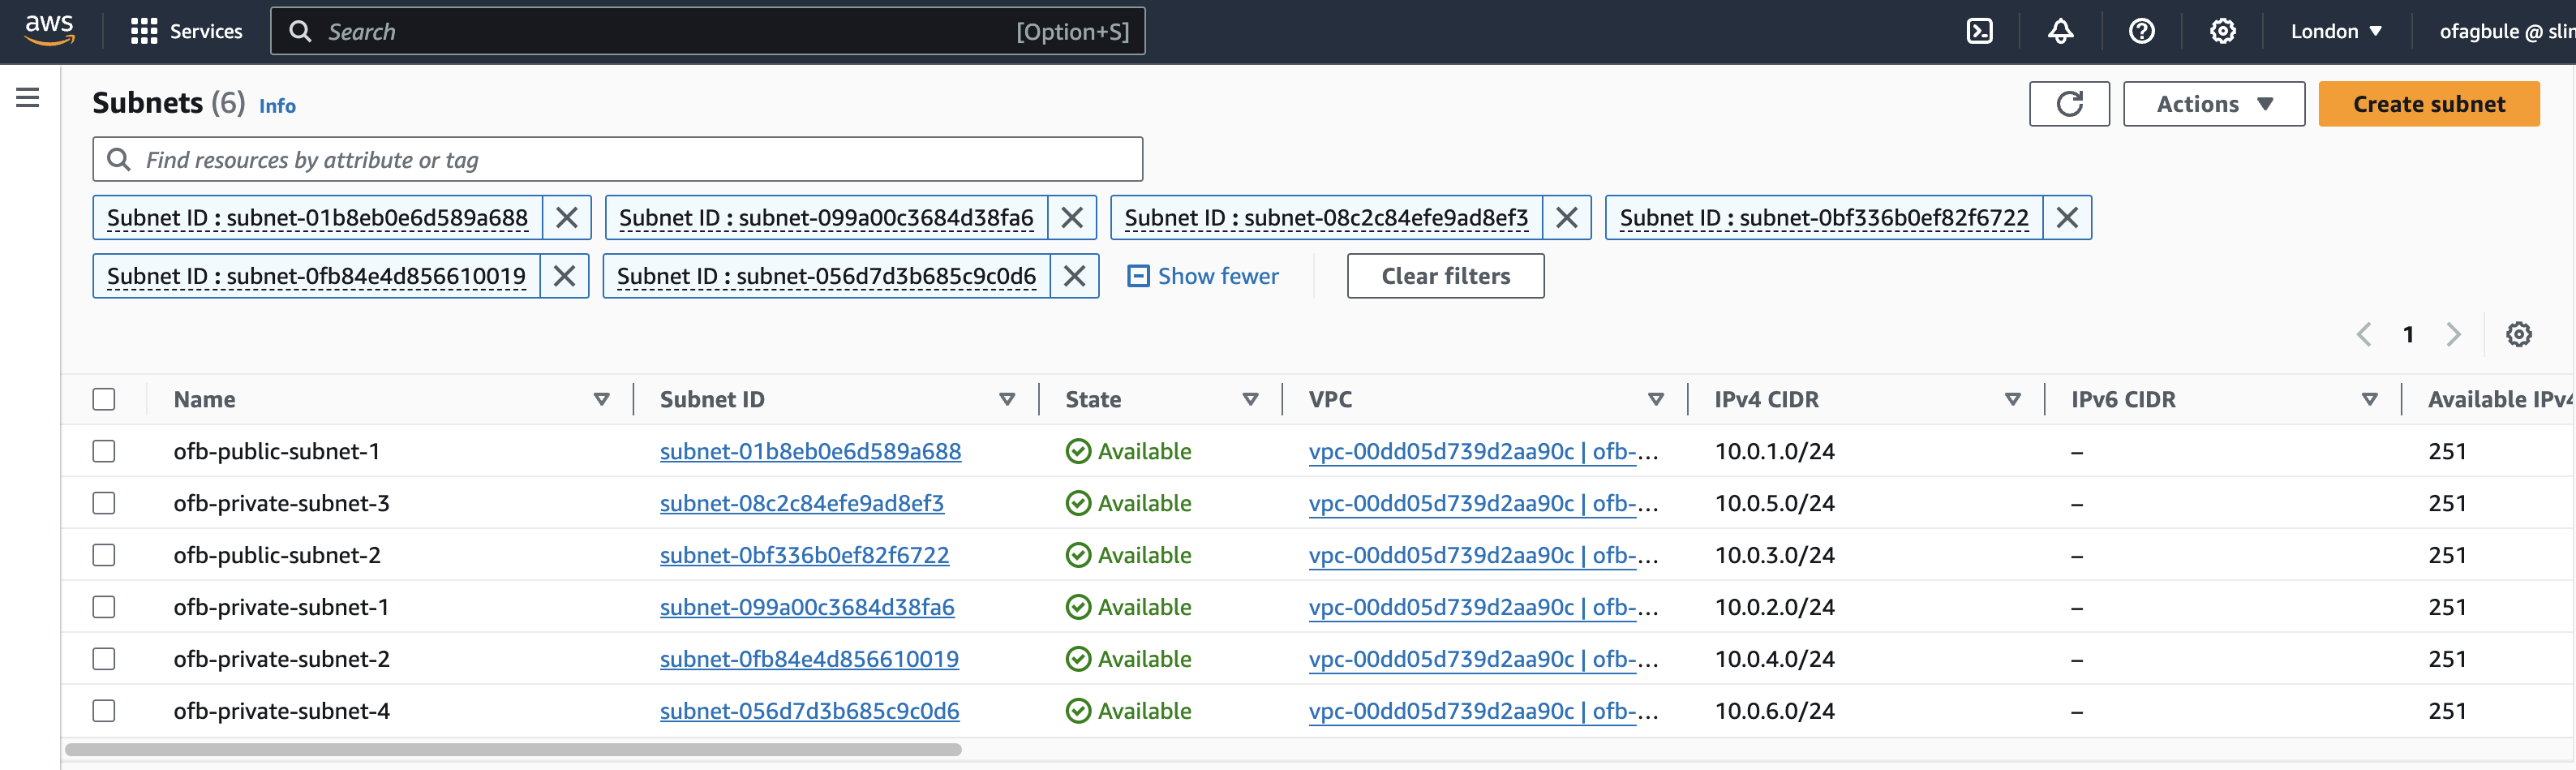 aws Services Search [Option+S] London ▼ ofagbule @ slin
Subnets (6) Info Actions ▼ Create subnet
Find resources by attribute or tag
Subnet ID : subnet-01b8eb0e6d589a688 Subnet ID : subnet-099a00c3684d38fa6 Subnet ID : subnet-08c2c84efe9ad8ef3 Subnet ID : subnet-0bf336b0ef82f6722
Subnet ID : subnet-0fb84e4d856610019 Subnet ID : subnet-056d7d3b685c9c0d6 Show fewer Clear filters
1
Name Subnet ID State VPC IPv4 CIDR IPv6 CIDR Available IPv4
ofb-public-subnet-1 subnet-01b8eb0e6d589a688 Available vpc-00dd05d739d2aa90c | ofb-... 10.0.1.0/24 – 251
ofb-private-subnet-3 subnet-08c2c84efe9ad8ef3 Available vpc-00dd05d739d2aa90c | ofb-... 10.0.5.0/24 – 251
ofb-public-subnet-2 subnet-0bf336b0ef82f6722 Available vpc-00dd05d739d2aa90c | ofb-... 10.0.3.0/24 – 251
ofb-private-subnet-1 subnet-099a00c3684d38fa6 Available vpc-00dd05d739d2aa90c | ofb-... 10.0.2.0/24 – 251
ofb-private-subnet-2 subnet-0fb84e4d856610019 Available vpc-00dd05d739d2aa90c | ofb-... 10.0.4.0/24 – 251
ofb-private-subnet-4 subnet-056d7d3b685c9c0d6 Available vpc-00dd05d739d2aa90c | ofb-... 10.0.6.0/24 – 251